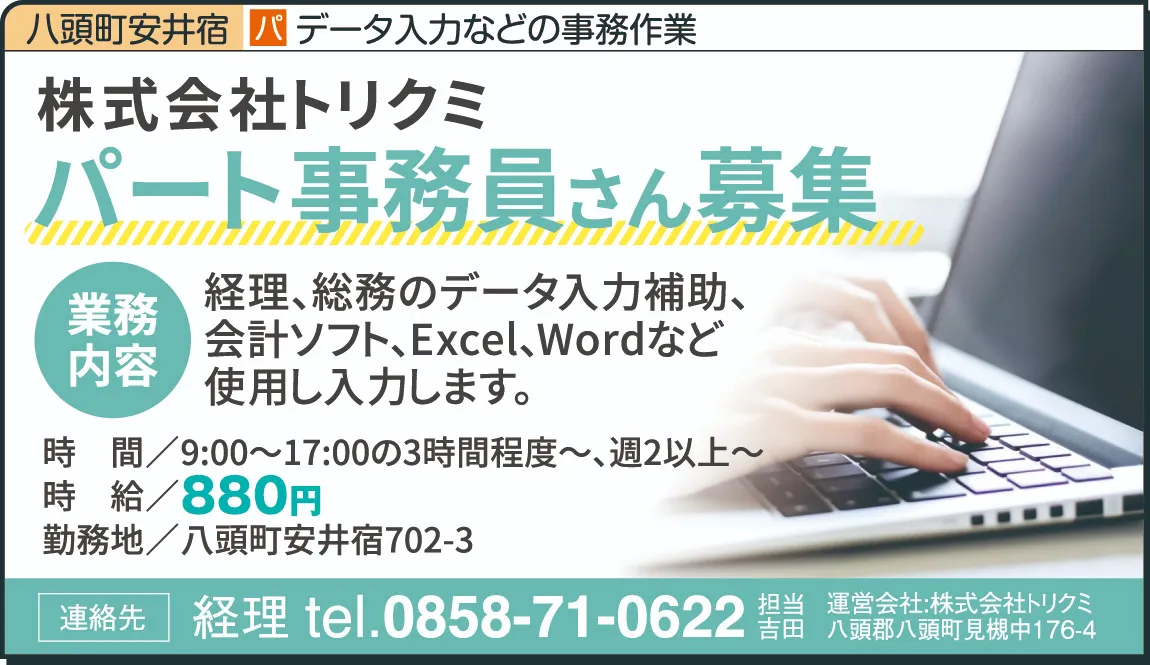 八頭町安井宿 パ データ入力などの事務作業
株式会社トリクミ
パート事務員さん募集
業務
内容
経理、総務のデータ入力補助、
会計ソフト、Excel、Wordなど
使用し入力します。
時　間／9:00〜17:00の3時間程度〜、週2以上〜
時　給／880円
勤務地／八頭町安井宿702-3
連絡先 経理 tel.0858-71-0622
担当
吉田
運営会社:株式会社トリクミ
八頭郡八頭町見槻中176-4